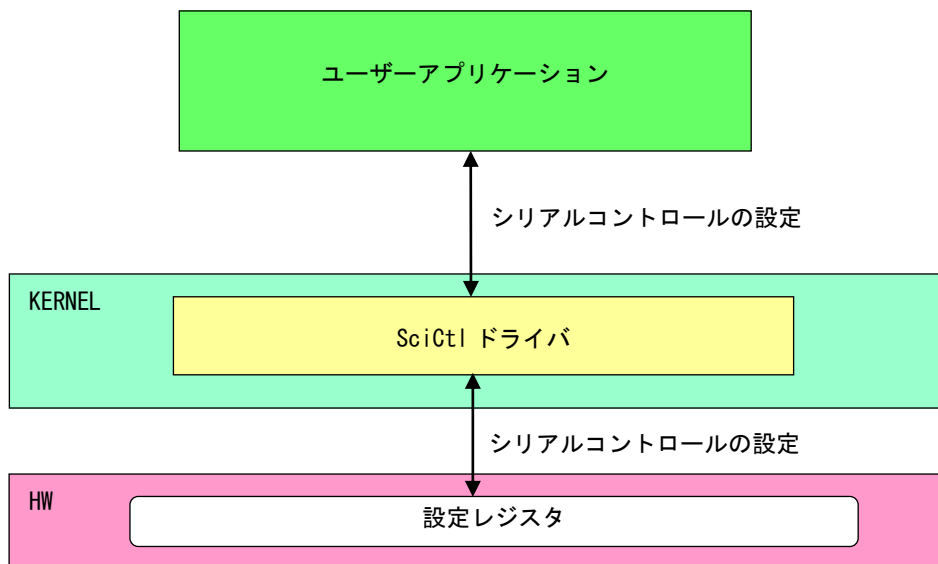 ユーザーアプリケーション
シリアルコントロールの設定
KERNEL
SciCtl ドライバ
シリアルコントロールの設定
HW
設定レジスタ